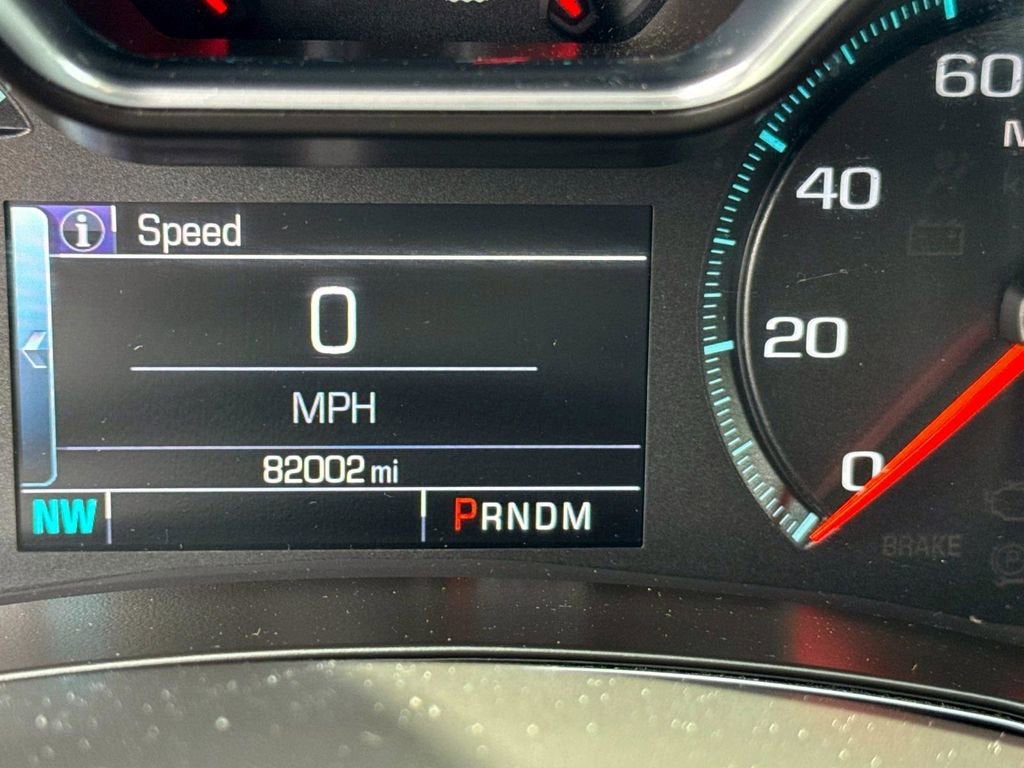 i Speed
0
MPH
82002 mi
NW
PRNDM
60
40
20
0
BRAKE